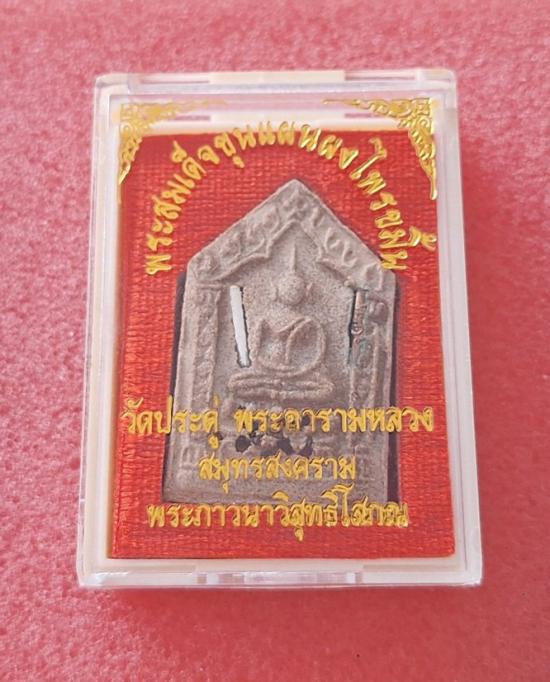 พระสมเด็จขุนแผนผงไพรขมิ้น
วัดประดู่ พระอารามหลวง
สมุทรสงคราม
พระภาวนาวิสุทธิโสภณ